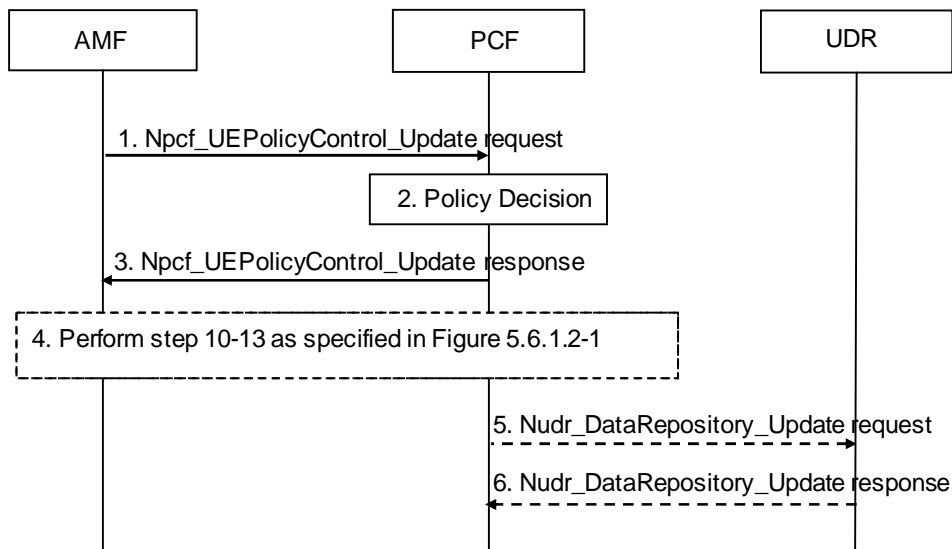 AMF
PCF
UDR
1. Npcf_UEPolicyControl_Update request
2. Policy Decision
3. Npcf_UEPolicyControl_Update response
4. Perform step 10-13 as specified in Figure 5.6.1.2-1
5. Nudr_DataRepository_Update request
6. Nudr_DataRepository_Update response